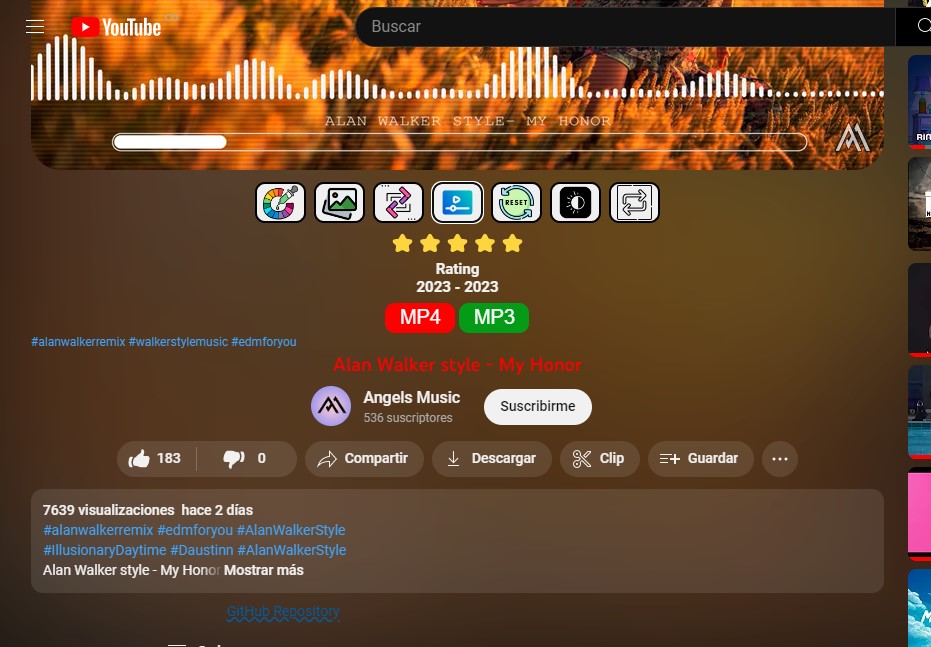 YouTube
Buscar
ALAN WALKER STYLE- MY HONOR
RESET
Rating
2023 - 2023
MP4 MP3
#alanwalkerremix #walkerstylemusic #edmforyou
Alan Walker style - My Honor
Angels Music
536 suscriptores
Suscribirme
183 0 Compartir Descargar Clip Guardar
7639 visualizaciones hace 2 días
#alanwalkerremix #edmforyou #AlanWalkerStyle
#IllusionaryDaytime #Daustinn #AlanWalkerStyle
Alan Walker style - My Honor Mostrar más
GitHub Repository